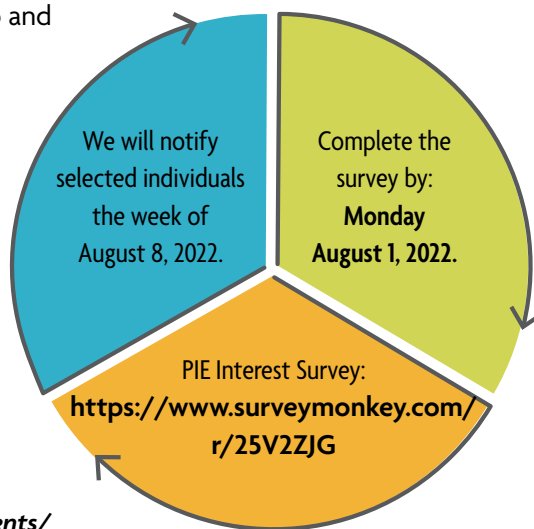 and
We will notify
selected individuals
the week of
August 8, 2022.
Complete the
survey by:
Monday
August 1, 2022.
PIE Interest Survey:
https://www.surveymonkey.com/
r/25V2ZJG